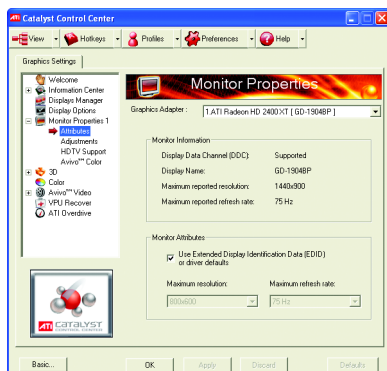 ATI Catalyst Control Center
View Hotkeys Profiles Preferences Help
Graphics Settings
Welcome
Information Center
Displays Manager
Display Options
Monitor Properties 1
Attributes
Adjustments
HDTV Support
Avivo™ Color
3D
Color
Avivo™ Video
VPU Recover
ATI Overdrive
Monitor Properties
Graphics Adapter: 1.ATI Radeon HD 2400 XT [ GD-1904BP ]
Monitor Information
Display Data Channel (DDC): Supported
Display Name: GD-1904BP
Maximum reported resolution: 1440x900
Maximum reported refresh rate: 75 Hz
Monitor Attributes
Use Extended Display Identification Data (EDID)
or driver defaults
Maximum resolution: Maximum refresh rate:
800x600 75 Hz
ATI CATALYST
CONTROL CENTER
Basic... OK Apply Discard Defaults